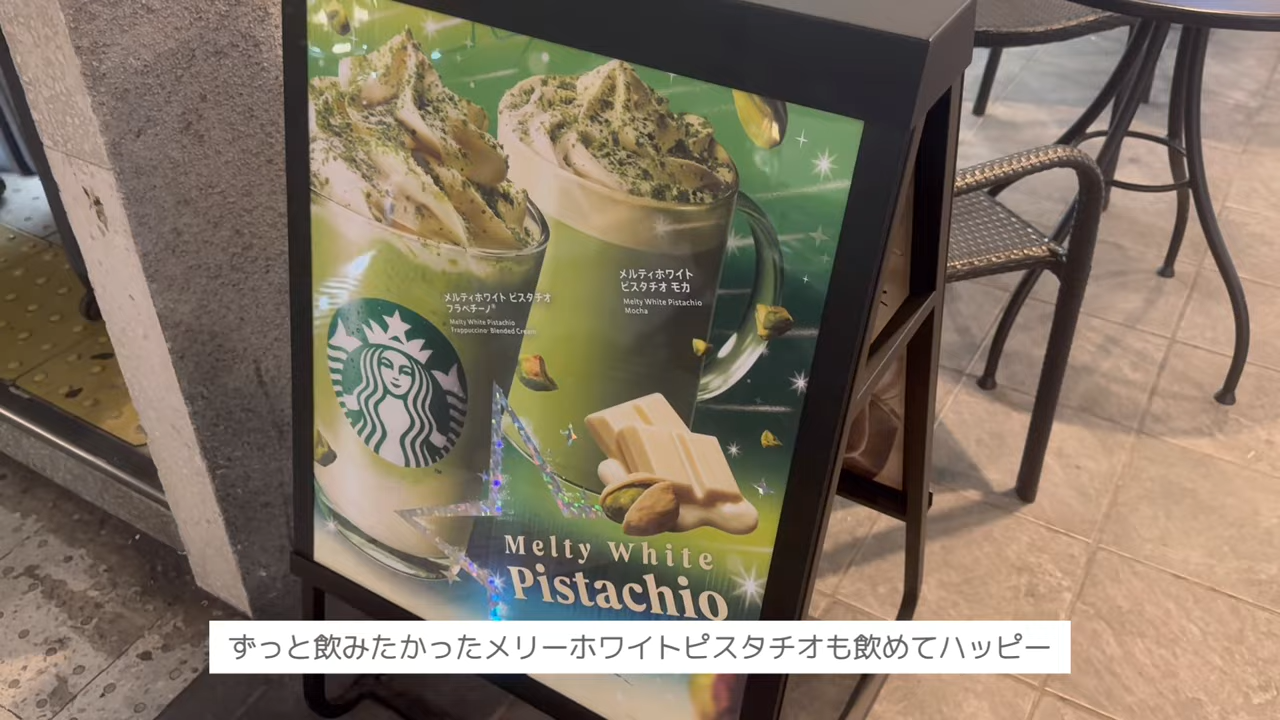 メルティホワイト
ピスタチオ モカ
Melty White Pistachio
Mocha
メルティホワイト ピスタチオ
フラペチーノ®
Melty White Pistachio
Frappuccino® Blended Cream
Melty White
Pistachio
ずっと飲みたかったメリーホワイトピスタチオも飲めてハッピー